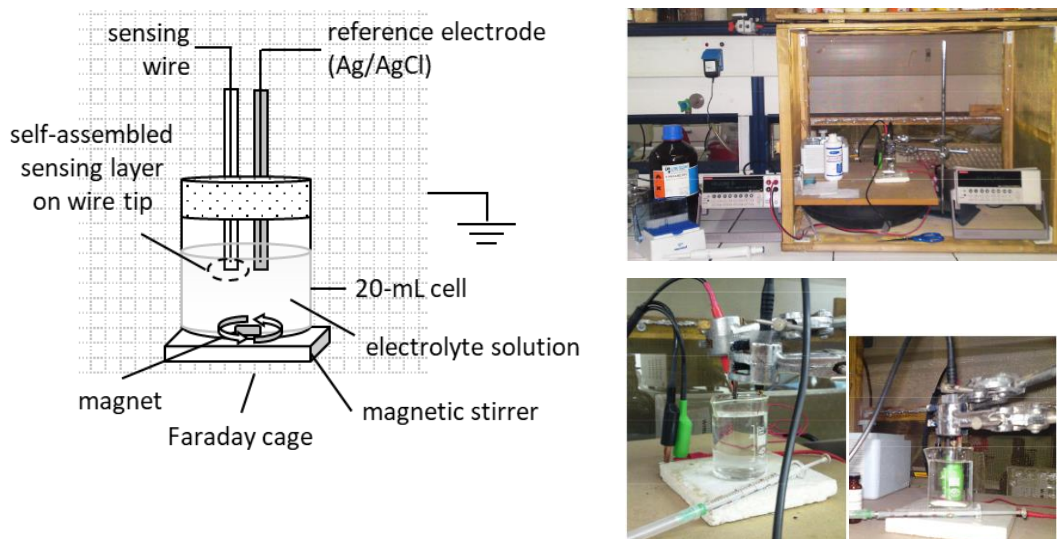 sensing
wire
reference electrode
(Ag/AgCl)
self-assembled
sensing layer
on wire tip
20-mL cell
electrolyte solution
magnet
magnetic stirrer
Faraday cage